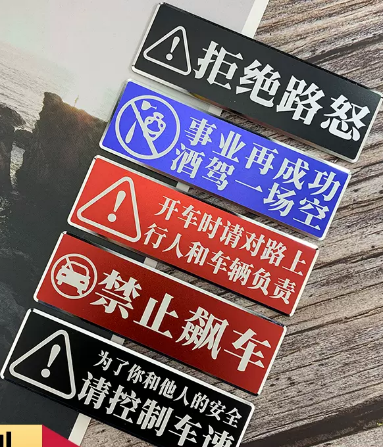 拒绝路怒
事业再成功
酒驾一场空
开车时请对路上
行人和车辆负责
禁止飙车
为了你和他人的安全
请控制车速